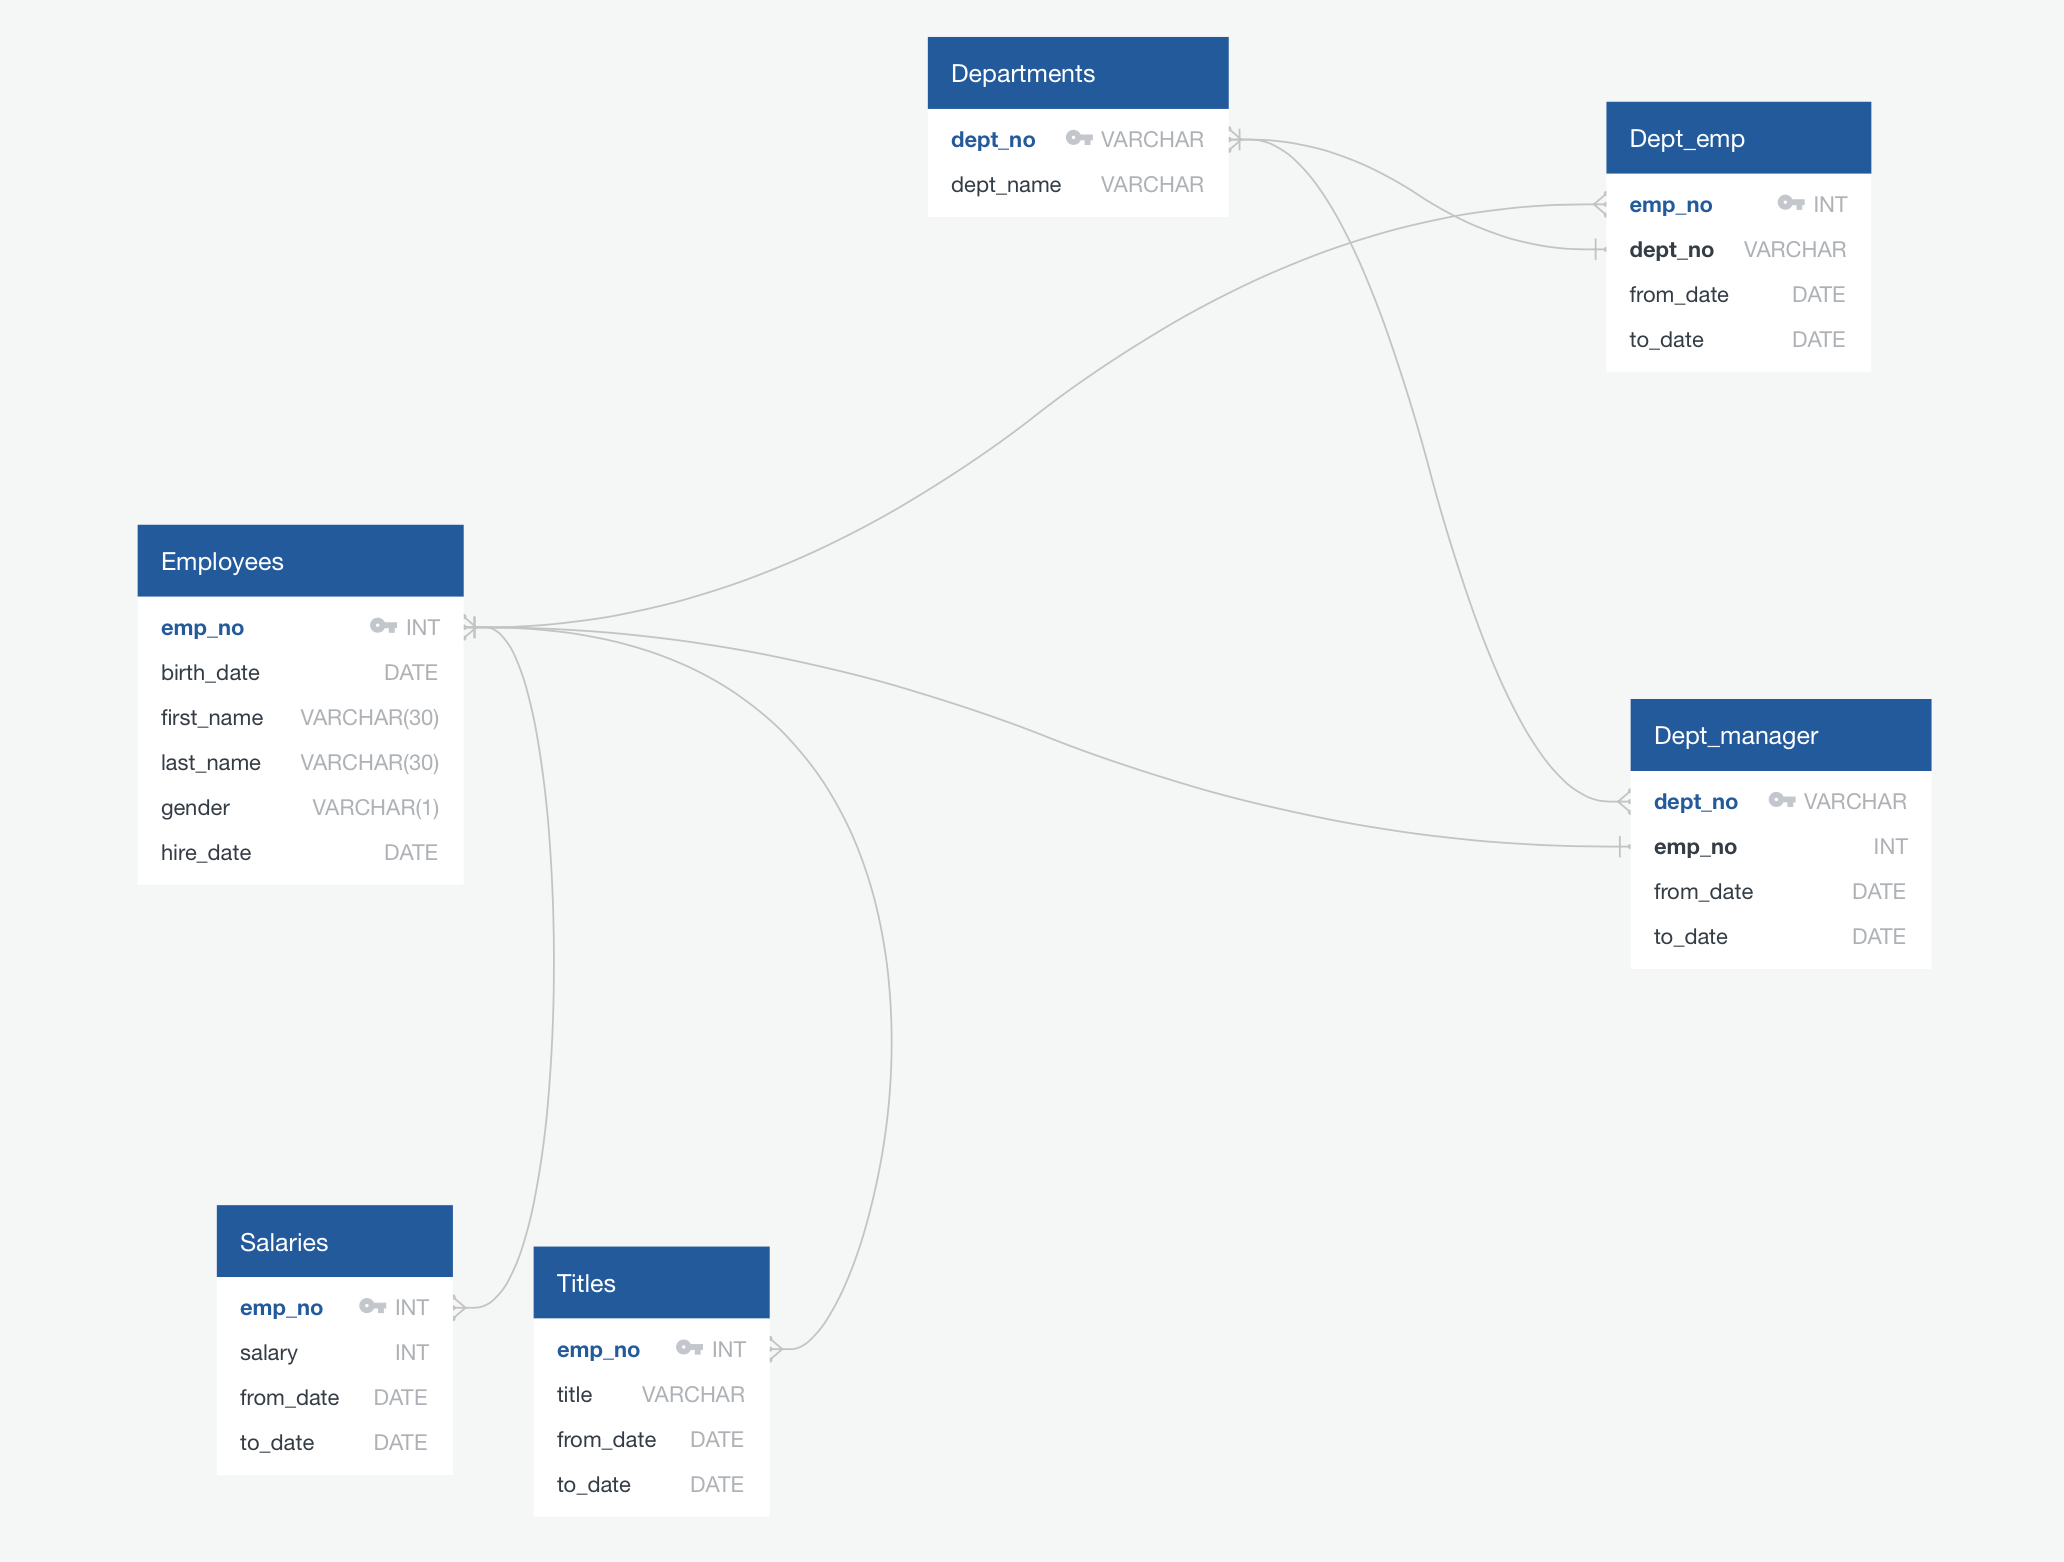 Departments
dept_no VARCHAR
dept_name VARCHAR
Dept_emp
emp_no INT
dept_no VARCHAR
from_date DATE
to_date DATE
Employees
emp_no INT
birth_date DATE
first_name VARCHAR(30)
last_name VARCHAR(30)
gender VARCHAR(1)
hire_date DATE
Dept_manager
dept_no VARCHAR
emp_no INT
from_date DATE
to_date DATE
Salaries
emp_no INT
salary INT
from_date DATE
to_date DATE
Titles
emp_no INT
title VARCHAR
from_date DATE
to_date DATE